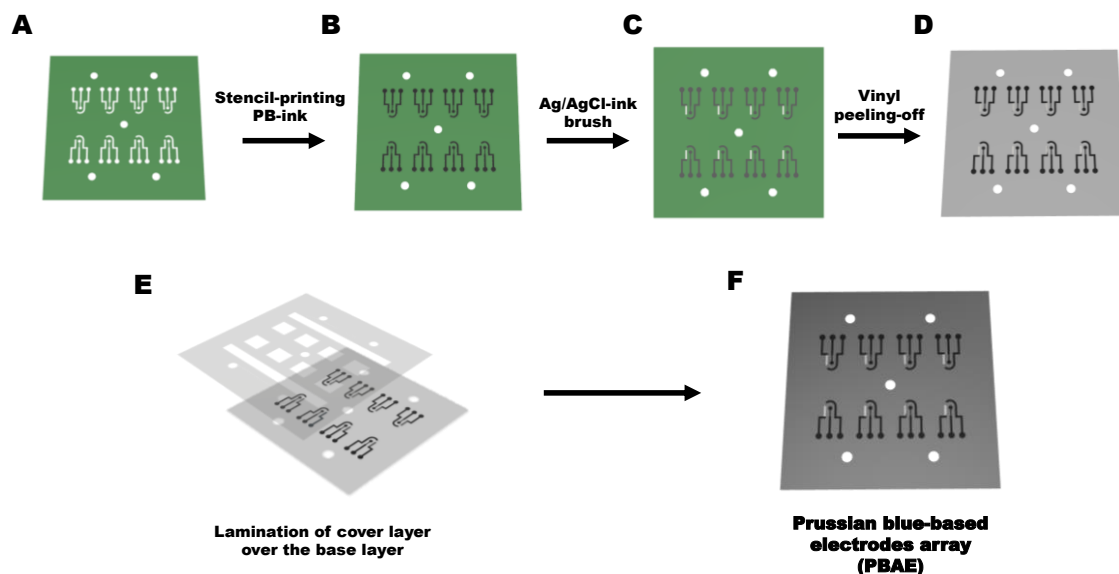 A
B
C
D
Stencil-printing
PB-ink
Ag/AgCl-ink
brush
Vinyl
peeling-off
E
F
Lamination of cover layer
over the base layer
Prussian blue-based
electrodes array
(PBAE)